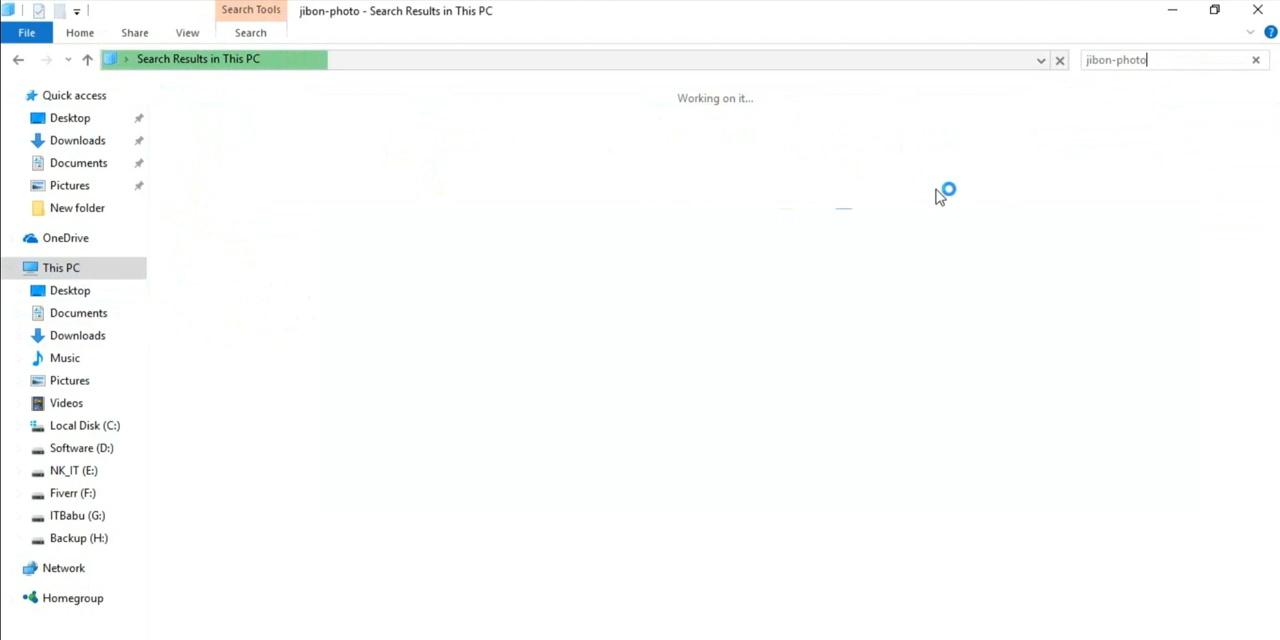 Search Tools
jibon-photo - Search Results in This PC
File
Home
Share
View
Search
Search Results in This PC
jibon-photo
Working on it...
Quick access
Desktop
Downloads
Documents
Pictures
New folder
OneDrive
This PC
Desktop
Documents
Downloads
Music
Pictures
Videos
Local Disk (C:)
Software (D:)
NK_IT (E:)
Fiverr (F:)
ITBabu (G:)
Backup (H:)
Network
Homegroup